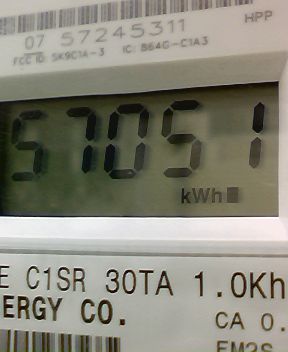 HPP
07 57245311
FCC ID: SK9C1A-3 IC: 864G-C1A3
57051
kWh
E C1SR 30TA 1.0Kh
ERGY CO.
CA 0.
FM2S